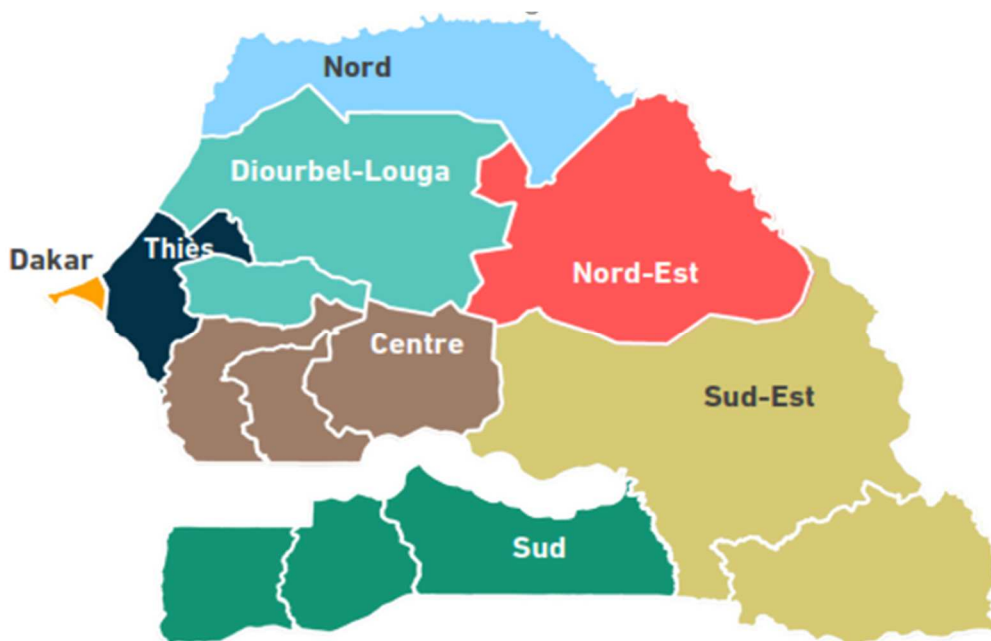 Nord
Diourbel-Louga
Thiès
Dakar
Nord-Est
Centre
Sud-Est
Sud